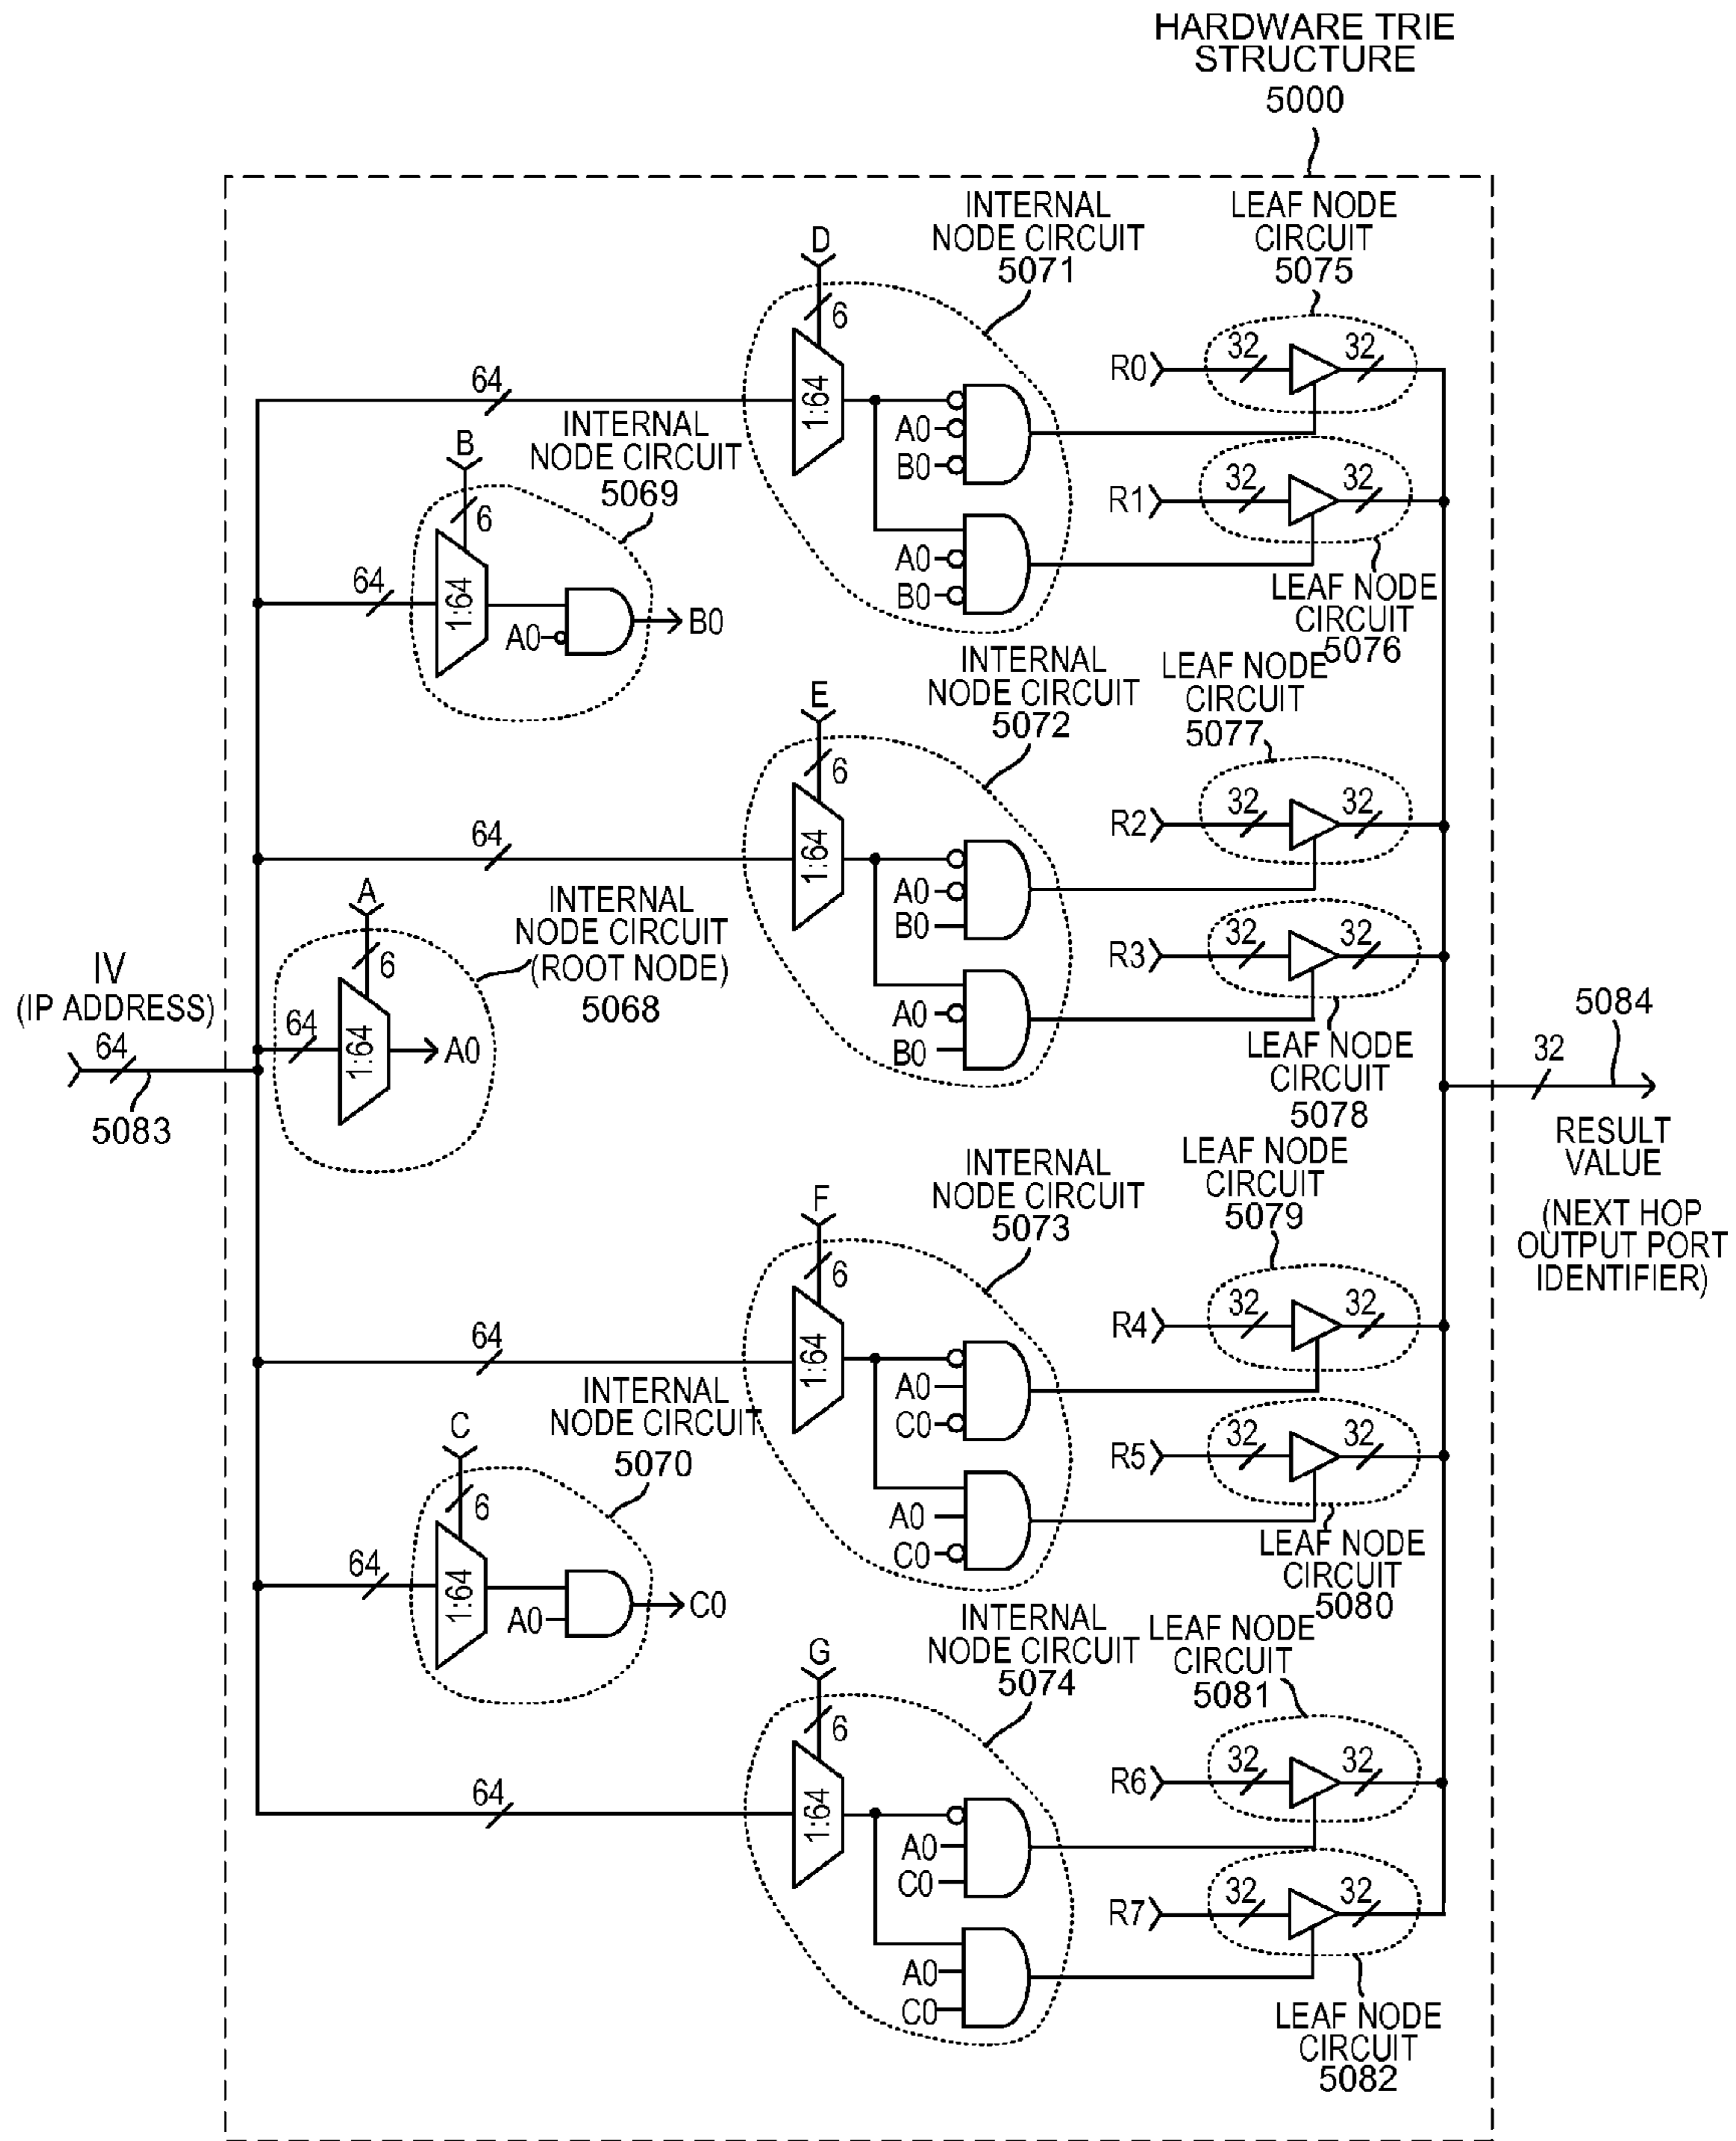 HARDWARE TRIE
STRUCTURE
5000
INTERNAL
NODE CIRCUIT
5071
LEAF NODE
CIRCUIT
5075
D
6
1:64
64
A0
B0
A0
B0
R0
32
32
R1
32
32
LEAF NODE
CIRCUIT
5076
INTERNAL
NODE CIRCUIT
5069
B
6
64
1:64
A0
B0
INTERNAL
NODE CIRCUIT
5072
LEAF NODE
CIRCUIT
5077
E
6
64
1:64
A0
B0
A0
B0
R2
32
32
R3
32
32
LEAF NODE
CIRCUIT
5078
A
6
64
1:64
A0
INTERNAL
NODE CIRCUIT
(ROOT NODE)
5068
IV
(IP ADDRESS)
64
5083
5084
32
RESULT
VALUE
(NEXT HOP
OUTPUT PORT
IDENTIFIER)
INTERNAL
NODE CIRCUIT
5073
LEAF NODE
CIRCUIT
5079
F
6
64
1:64
A0
C0
A0
C0
R4
32
32
R5
32
32
LEAF NODE
CIRCUIT
5080
INTERNAL
NODE CIRCUIT
5070
C
6
64
1:64
A0
C0
INTERNAL
NODE CIRCUIT
5074
LEAF NODE
CIRCUIT
5081
G
6
64
1:64
A0
C0
A0
C0
R6
32
32
R7
32
32
LEAF NODE
CIRCUIT
5082